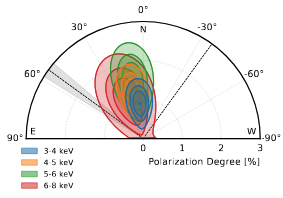 0°
30°
-30°
N
60°
-60°
90°
E
W
-90°
0
1
2
3
Polarization Degree [%]
3-4 keV
4-5 keV
5-6 keV
6-8 keV